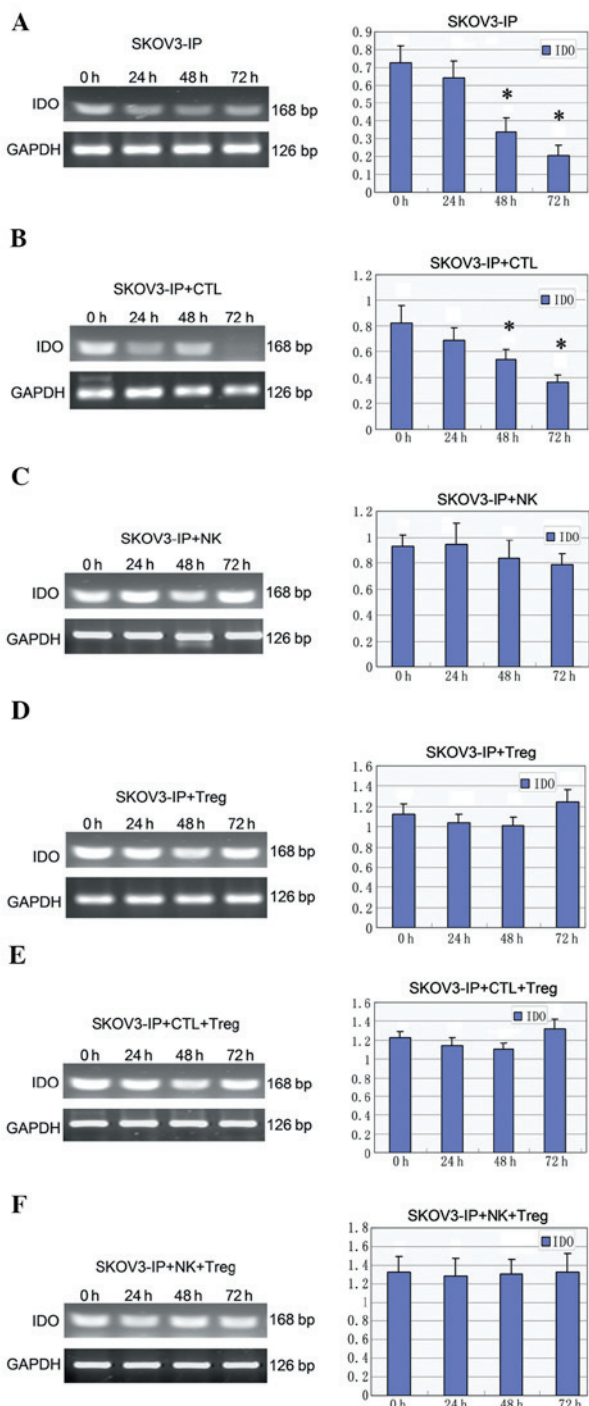 A
SKOV3-IP
0 h 24 h 48 h 72 h
IDO
168 bp
GAPDH
126 bp
SKOV3-IP
IDO
0.9
0.8
0.7
0.6
0.5
0.4
0.3
0.2
0.1
0
* *
0 h 24 h 48 h 72 h
B
SKOV3-IP+CTL
0 h 24 h 48 h 72 h
IDO
168 bp
GAPDH
126 bp
SKOV3-IP+CTL
IDO
1.2
1
0.8
0.6
0.4
0.2
0
* *
0 h 24 h 48 h 72 h
C
SKOV3-IP+NK
0 h 24 h 48 h 72 h
IDO
168 bp
GAPDH
126 bp
SKOV3-IP+NK
IDO
1.2
1
0.8
0.6
0.4
0.2
0
0 h 24 h 48 h 72 h
D
SKOV3-IP+Treg
0 h 24 h 48 h 72 h
IDO
168 bp
GAPDH
126 bp
SKOV3-IP+Treg
IDO
1.6
1.4
1.2
1
0.8
0.6
0.4
0.2
0
0 h 24 h 48 h 72 h
E
SKOV3-IP+CTL+Treg
0 h 24 h 48 h 72 h
IDO
168 bp
GAPDH
126 bp
SKOV3-IP+CTL+Treg
IDO
1.6
1.4
1.2
1
0.8
0.6
0.4
0.2
0
0 h 24 h 48 h 72 h
F
SKOV3-IP+NK+Treg
0 h 24 h 48 h 72 h
IDO
168 bp
GAPDH
126 bp
SKOV3-IP+NK+Treg
IDO
1.8
1.6
1.4
1.2
1
0.8
0.6
0.4
0.2
0
0 h 24 h 48 h 72 h